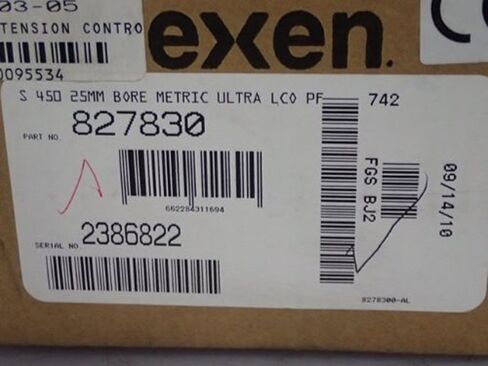 03-05
TENSION CONTRO
0095534
exen.
S 450 25MM BORE METRIC ULTRA LCO PF
742
PART NO. 827830
662284311694
SERIAL NO. 2386822
FGS BJ2
09/14/10
8278300-AL